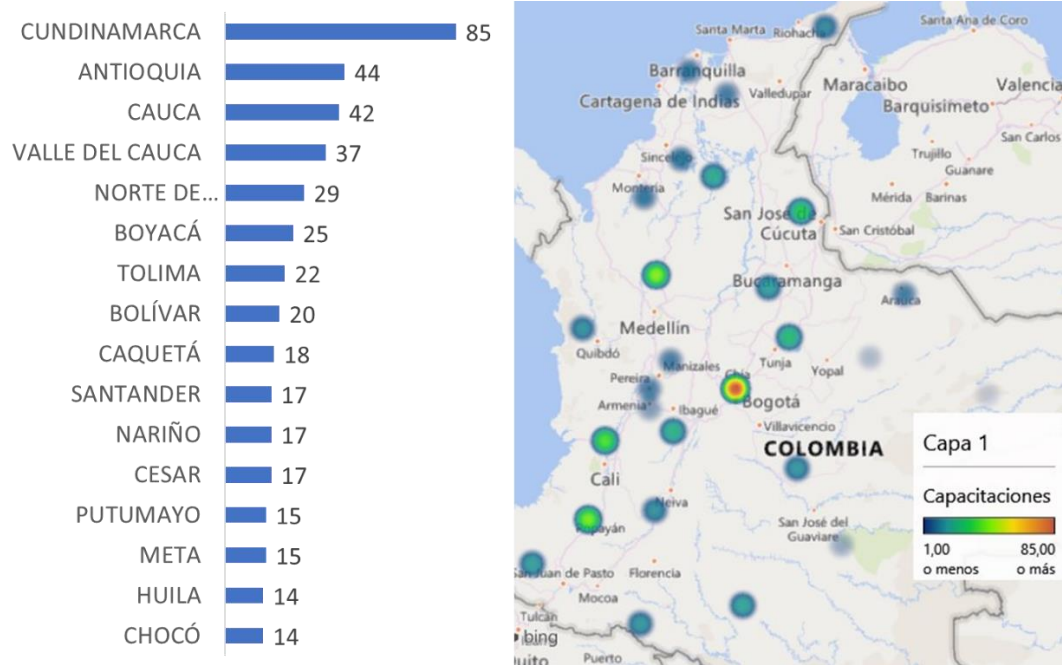 CUNDINAMARCA 85
ANTIOQUIA 44
CAUCA 42
VALLE DEL CAUCA 37
NORTE DE... 29
BOYACÁ 25
TOLIMA 22
BOLÍVAR 20
CAQUETÁ 18
SANTANDER 17
NARIÑO 17
CESAR 17
PUTUMAYO 15
META 15
HUILA 14
CHOCÓ 14
Santa Marta
Riohacha
Santa Ana de Coro
Barranquilla
Maracaibo
Valencia
Cartagena de Indias
Valledupar
Barquisimeto
San Carlos
Sincelejo
Trujillo
Guanare
Montería
Mérida
Barinas
San José de
Cúcuta
San Cristóbal
Bucaramanga
Arauca
Medellín
Quibdó
Tunja
Yopal
Manizales
Pereira
Chía
Armenia
Ibagué
Bogotá
Villavicencio
COLOMBIA
Cali
Neiva
Popayán
San José del
Guaviare
San Juan de Pasto
Florencia
Mocoa
Tulcán
bing
Puerto
Capa 1
Capacitaciones
1,00 85,00
o menos o más